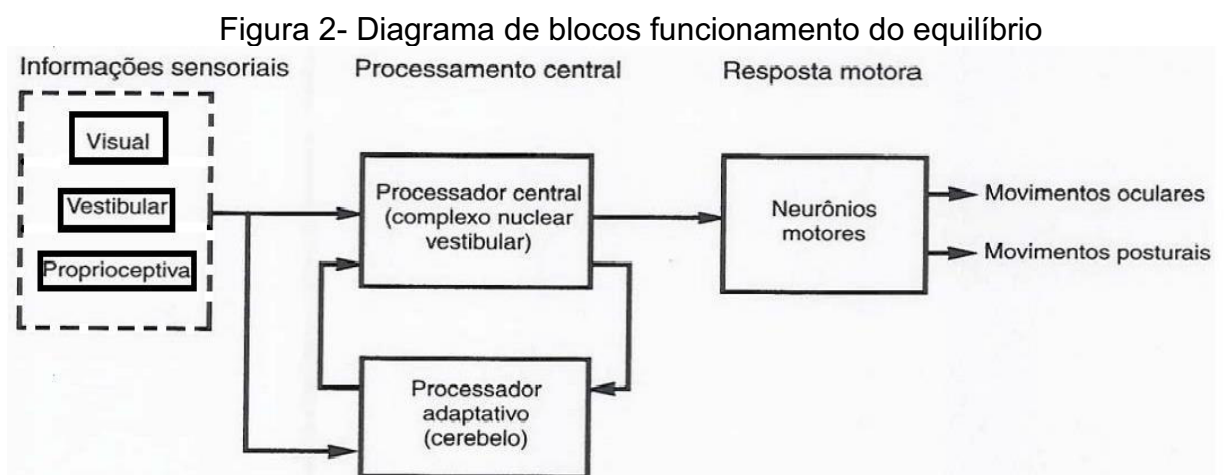 Figura 2- Diagrama de blocos funcionamento do equilíbrio
Informações sensoriais
Processamento central
Resposta motora
Visual
Vestibular
Proprioceptiva
Processador central
(complexo nuclear
vestibular)
Neurônios
motores
Movimentos oculares
Movimentos posturais
Processador
adaptativo
(cerebelo)